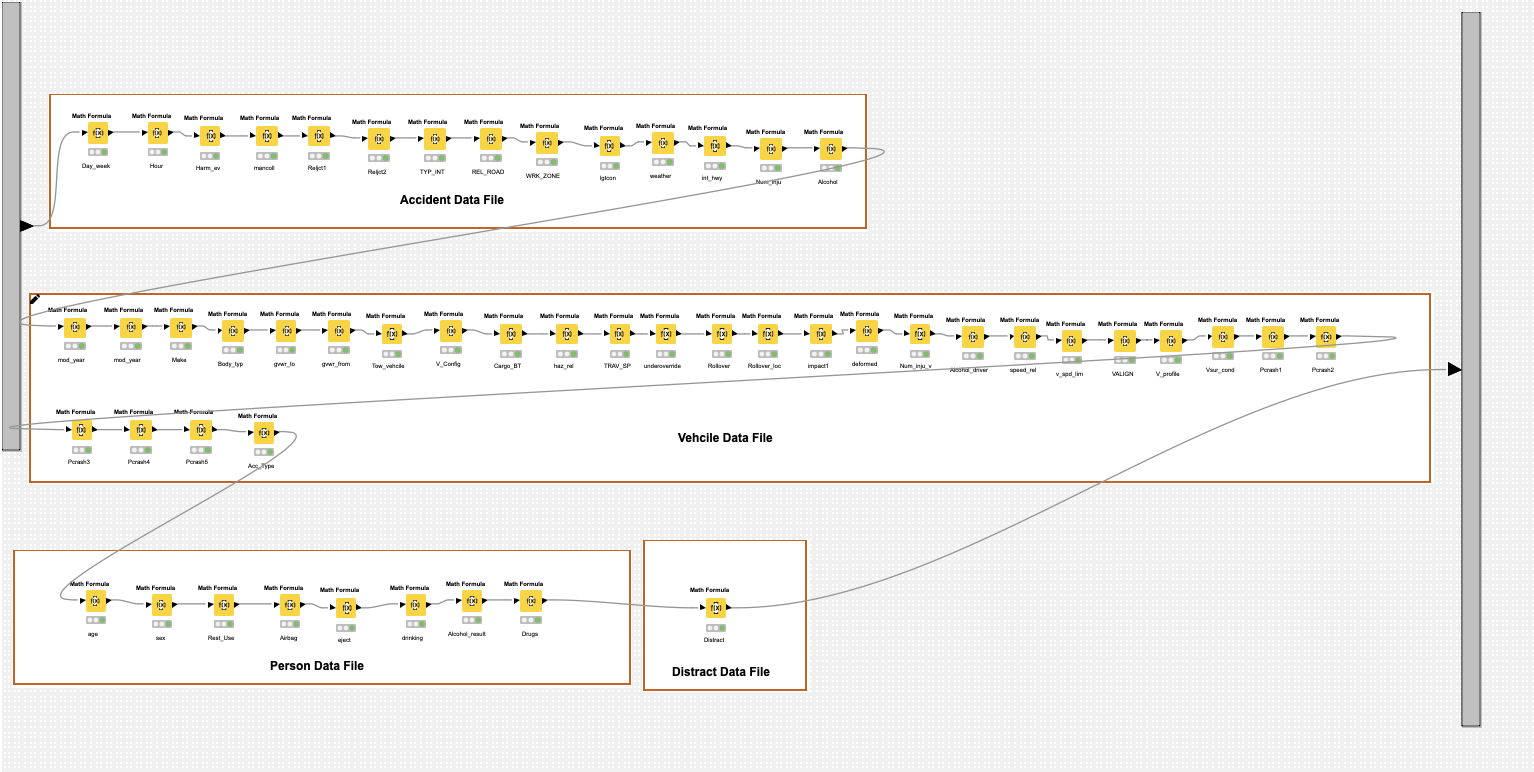 Math Formula Math Formula Math Formula Math Formula Math Formula Math Formula Math Formula Math Formula Math Formula Math Formula Math Formula Math Formula Math Formula Math Formula
Day_week Hour Harm_ev mancoll Reljct1 Reljct2 TYP_INT REL_ROAD WRK_ZONE lgtcon weather int_hwy Num_inju Alcohol
Accident Data File
Math Formula Math Formula Math Formula Math Formula Math Formula Math Formula Math Formula Math Formula Math Formula Math Formula Math Formula Math Formula Math Formula Math Formula Math Formula Math Formula Math Formula Math Formula Math Formula Math Formula Math Formula Math Formula Math Formula Math Formula Math Formula
mod_year mod_year Make Body_typ gvwr_to gvwr_from Tow_vehcile V_Config Cargo_BT haz_rel TRAV_SP underoverride Rollover Rollover_loc impact1 deformed Num_inju_v Alcohol_driver speed_rel v_spd_lim VALIGN V_profile Vsur_cond Pcrash1 Pcrash2
Math Formula Math Formula Math Formula Math Formula
Pcrash3 Pcrash4 Pcrash5 Acc_Type
Vehcile Data File
Math Formula Math Formula Math Formula Math Formula Math Formula Math Formula Math Formula Math Formula
age sex Rest_Use Airbag eject drinking Alcohol_result Drugs
Person Data File
Math Formula
Distract
Distract Data File